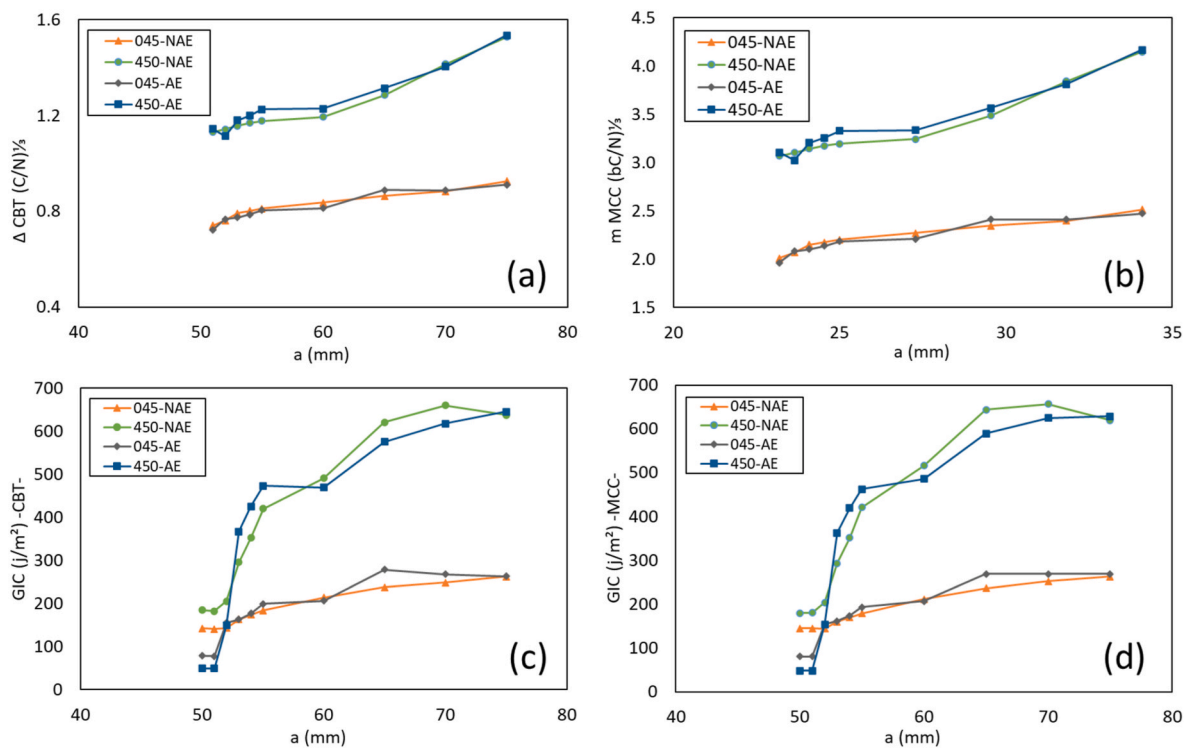 1.6
1.2
0.8
0.4
Δ CBT (C/N)⅓
045-NAE
450-NAE
045-AE
450-AE
(a)
40 50 60 70 80
a (mm)
4.5
4.0
3.5
3.0
2.5
2.0
1.5
m MCC (bC/N)⅓
045-NAE
450-NAE
045-AE
450-AE
(b)
20 25 30 35
a (mm)
700
600
500
400
300
200
100
0
GIC (j/m²) -CBT-
045-NAE
450-NAE
045-AE
450-AE
(c)
40 50 60 70 80
a (mm)
700
600
500
400
300
200
100
0
GIC (j/m²) -MCC-
045-NAE
450-NAE
045-AE
450-AE
(d)
40 50 60 70 80
a (mm)